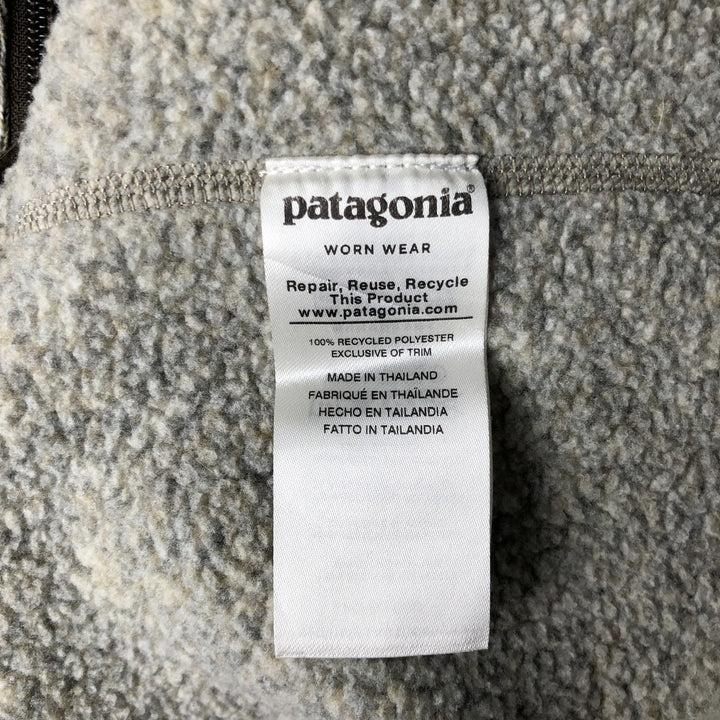 patagonia®
WORN WEAR
Repair, Reuse, Recycle
This Product
www.patagonia.com
100% RECYCLED POLYESTER
EXCLUSIVE OF TRIM
MADE IN THAILAND
FABRIQUÉ EN THAÏLANDE
HECHO EN TAILANDIA
FATTO IN TAILANDIA